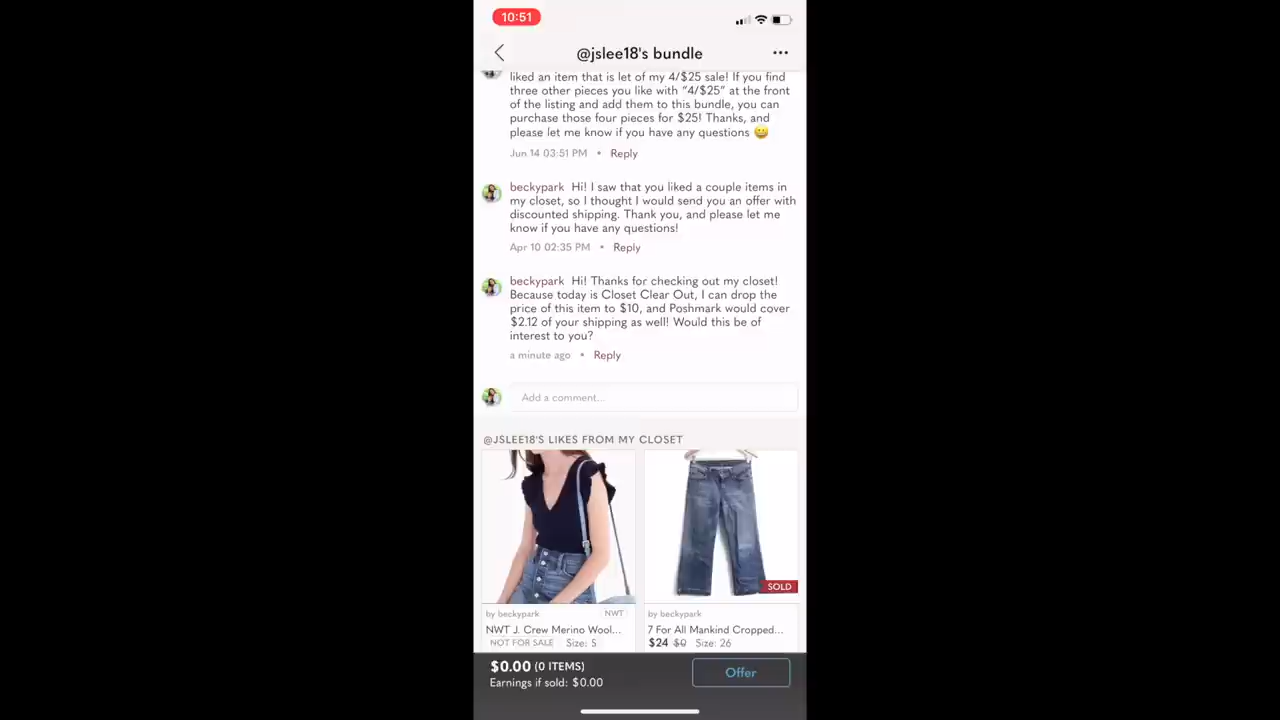 10:51
@jslee18's bundle
liked an item that is let of my 4/$25 sale! If you find
three other pieces you like with “4/$25” at the front
of the listing and add them to this bundle, you can
purchase those four pieces for $25! Thanks, and
please let me know if you have any questions 😀
Jun 14 03:51 PM • Reply
beckypark Hi! I saw that you liked a couple items in
my closet, so I thought I would send you an offer with
discounted shipping. Thank you, and please let me
know if you have any questions!
Apr 10 02:35 PM • Reply
beckypark Hi! Thanks for checking out my closet!
Because today is Closet Clear Out, I can drop the
price of this item to $10, and Poshmark would cover
$2.12 of your shipping as well! Would this be of
interest to you?
a minute ago • Reply
Add a comment...
@JSLEE18'S LIKES FROM MY CLOSET
SOLD
by beckypark NWT
NWT J. Crew Merino Wool...
NOT FOR SALE Size: S
by beckypark
7 For All Mankind Cropped...
$24 $0 Size: 26
$0.00 (0 ITEMS)
Earnings if sold: $0.00
Offer